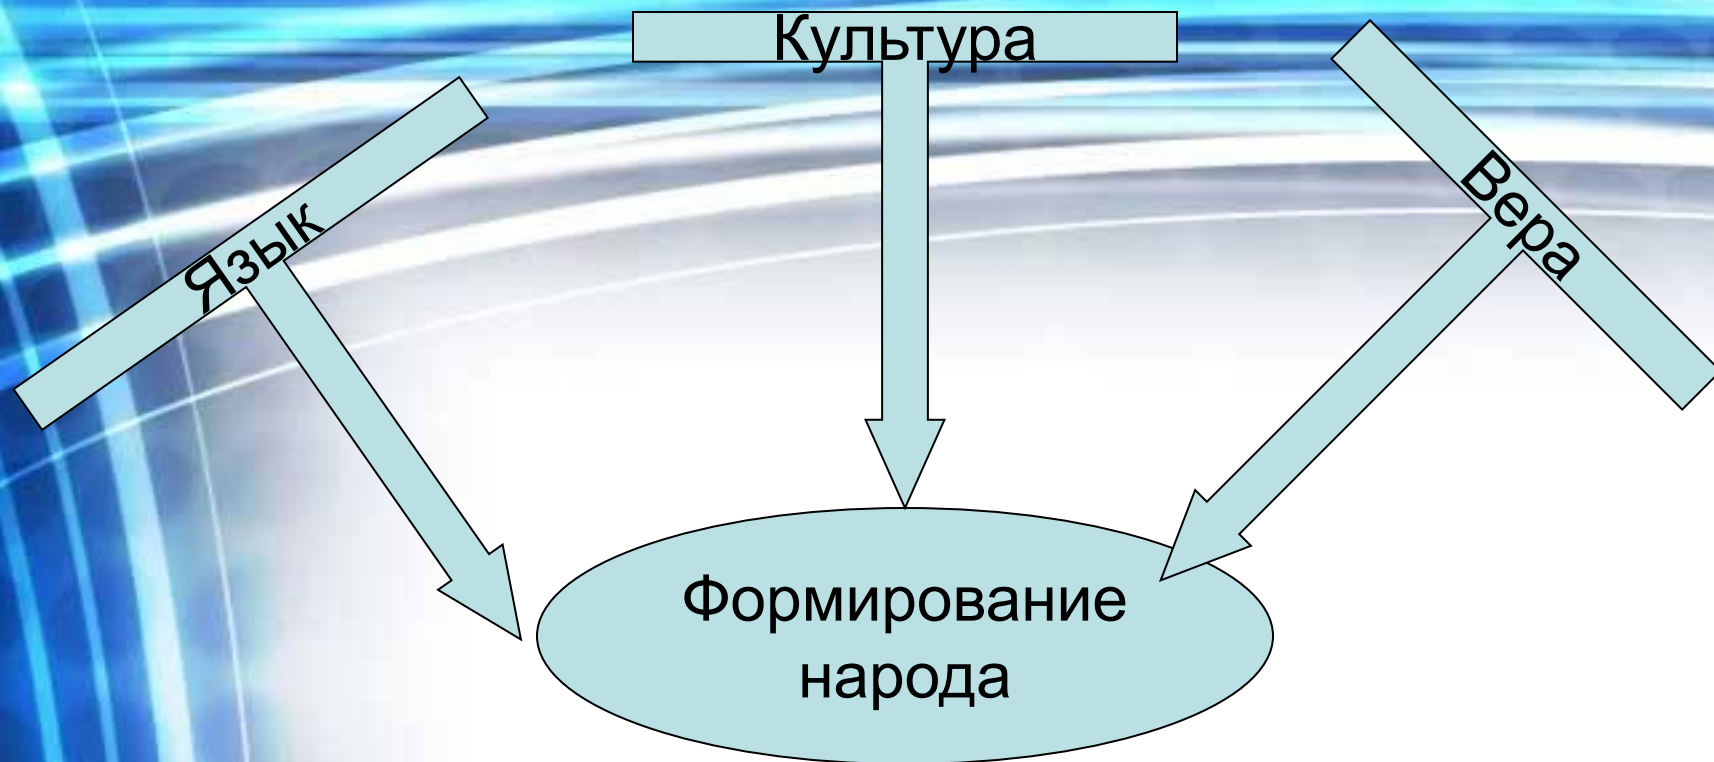 Культура
Язык
Вера
Формирование
народа